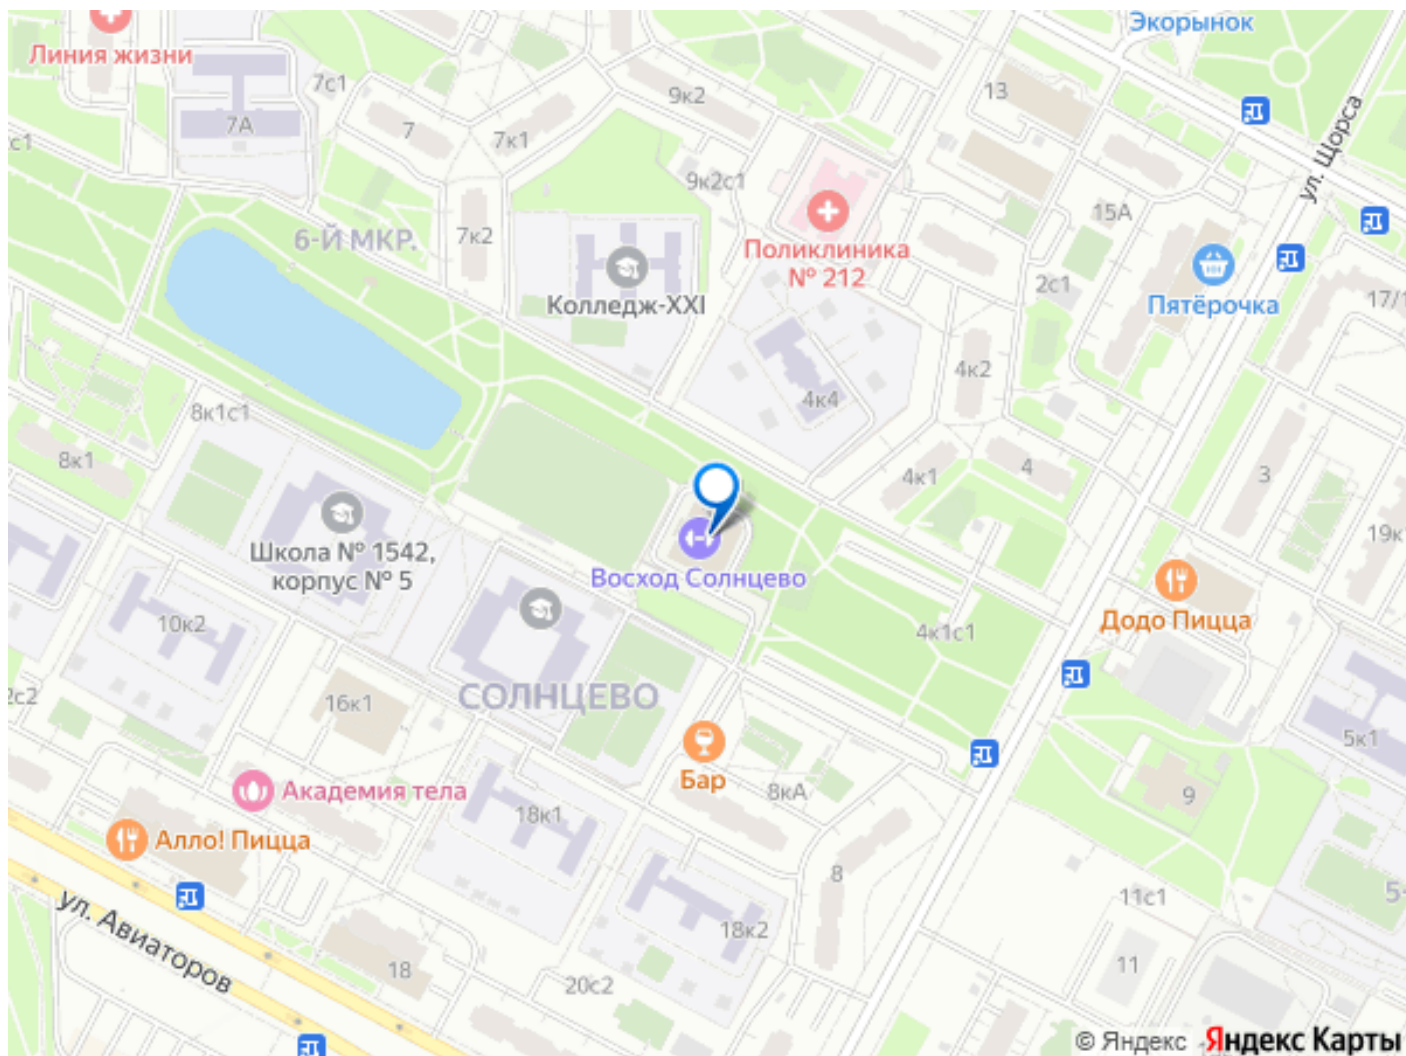 Экорынок
Линия жизни
7с1
9к2
13
7А
7
7к1
с1
ул. Щорса
9к2с1
15А
6-Й МКР.
7к2
Поликлиника
№ 212
Колледж-XXI
2с1
Пятёрочка
17/1
4к2
4к4
8к1с1
8к1
4к1
4
3
19к
Школа № 1542,
корпус № 5
Восход Солнцево
10к2
4к1с1
Додо Пицца
2с2
16к1
СОЛНЦЕВО
5к1
Бар
Академия тела
8кА
9
18к1
Алло! Пицца
8
11с1
5-
ул. Авиаторов
18к2
18
11
20с2
© Яндекс Яндекс Карты